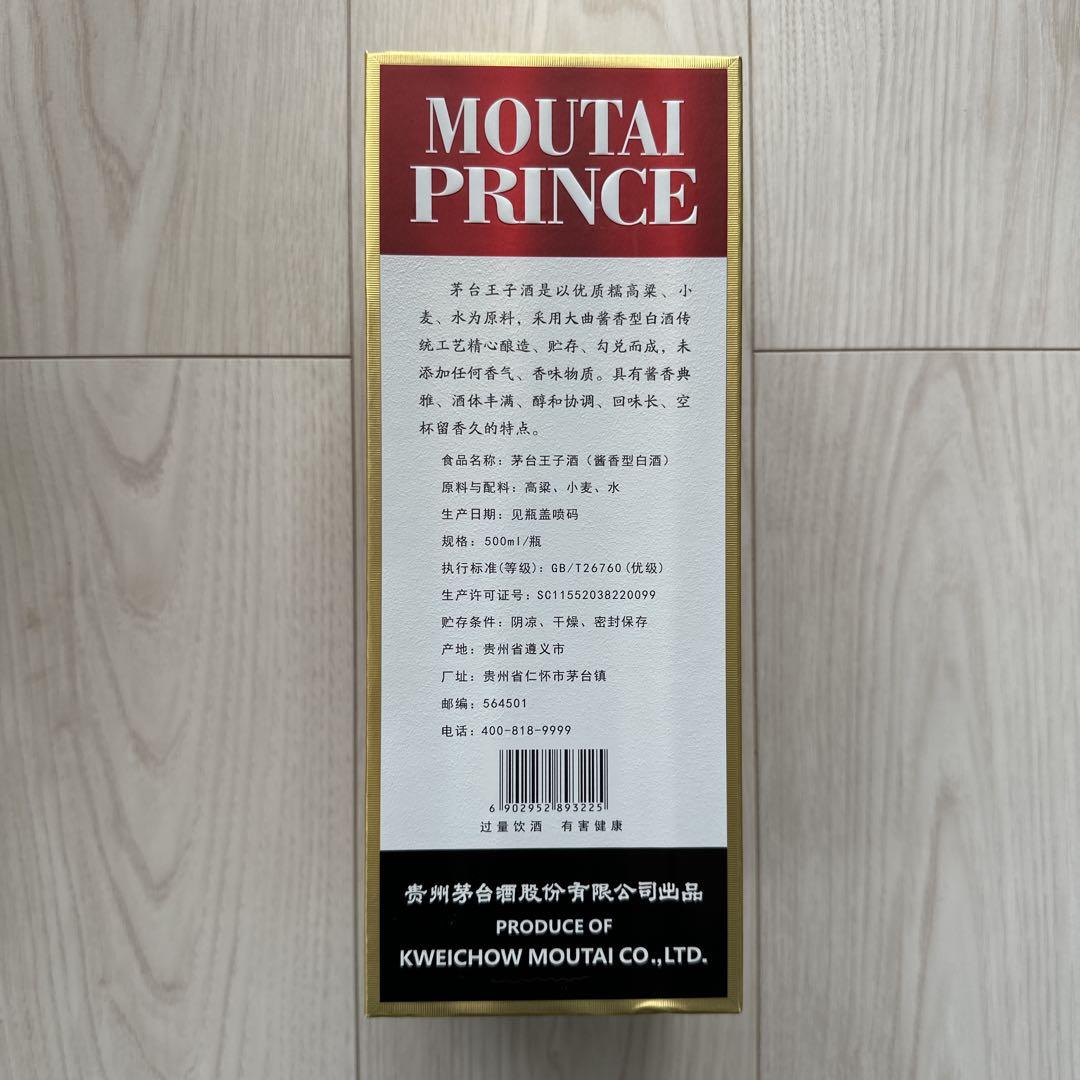 MOUTAI
PRINCE
茅台王子酒是以优质糯高粱、小
麦、水为原料，采用大曲酱香型白酒传
统工艺精心酿造、贮存、勾兑而成，未
添加任何香气、香味物质。具有酱香典
雅、酒体丰满、醇和协调、回味长、空
杯留香久的特点。
食品名称：茅台王子酒（酱香型白酒）
原料与配料：高粱、小麦、水
生产日期：见瓶盖喷码
规格：500ml/瓶
执行标准(等级)：GB/T26760(优级)
生产许可证号：SC11552038220099
贮存条件：阴凉、干燥、密封保存
产地：贵州省遵义市
厂址：贵州省仁怀市茅台镇
邮编：564501
电话：400-818-9999
6 902952 893225
过量饮酒 有害健康
贵州茅台酒股份有限公司出品
PRODUCE OF
KWEICHOW MOUTAI CO.,LTD.